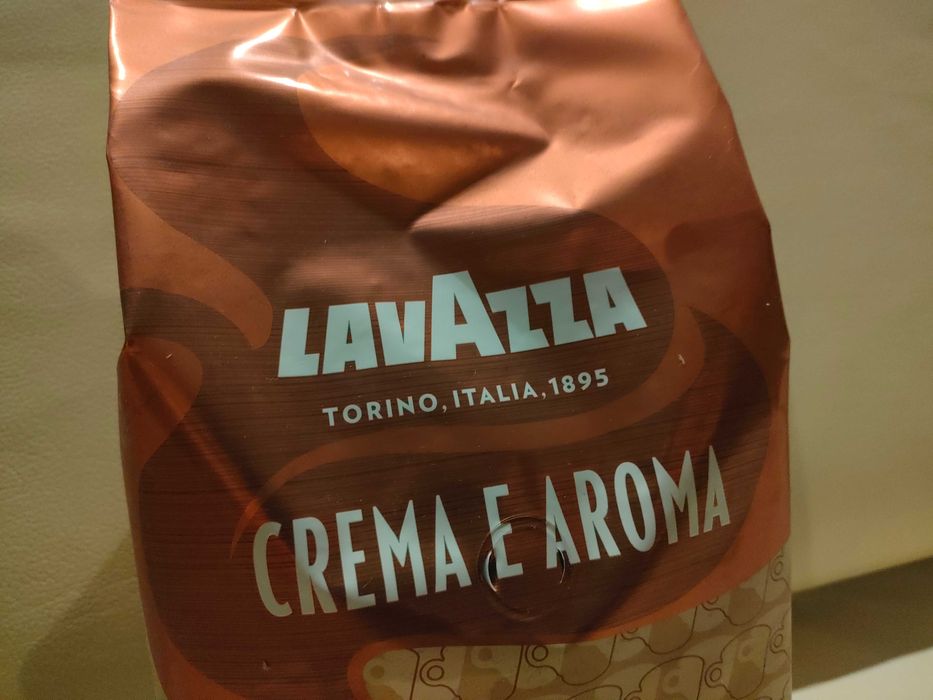 LAVAZZA
TORINO, ITALIA, 1895
CREMA E AROMA